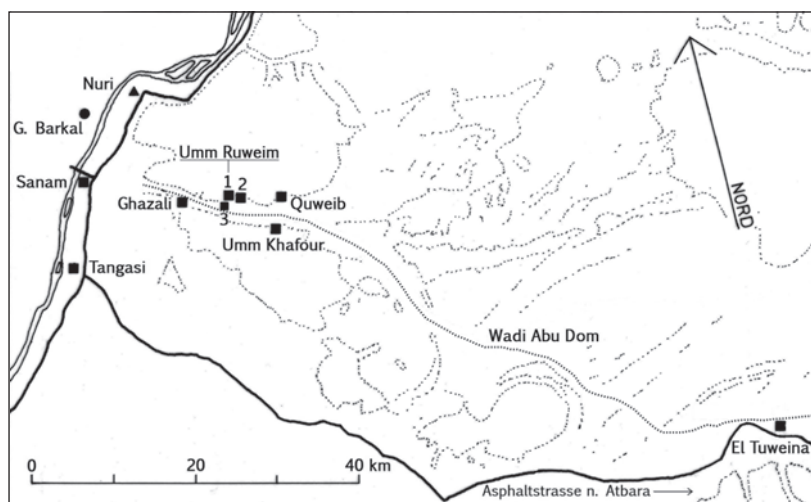 Nuri
G. Barkal
NORD
Umm Ruweim
Sanam
1 2
Ghazali
Quweib
3
Umm Khafour
Tangasi
Wadi Abu Dom
El Tuweina
0 20 40 km
Asphaltstrasse n. Atbara